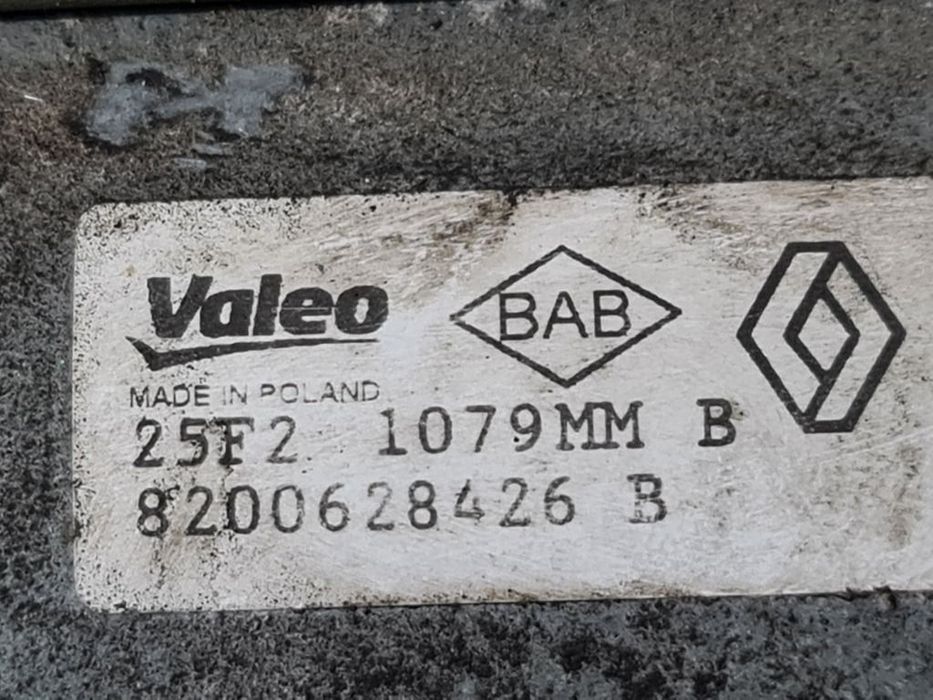 Valeo
BAB
MADE IN POLAND
25F2 1079MM B
8200628426 B